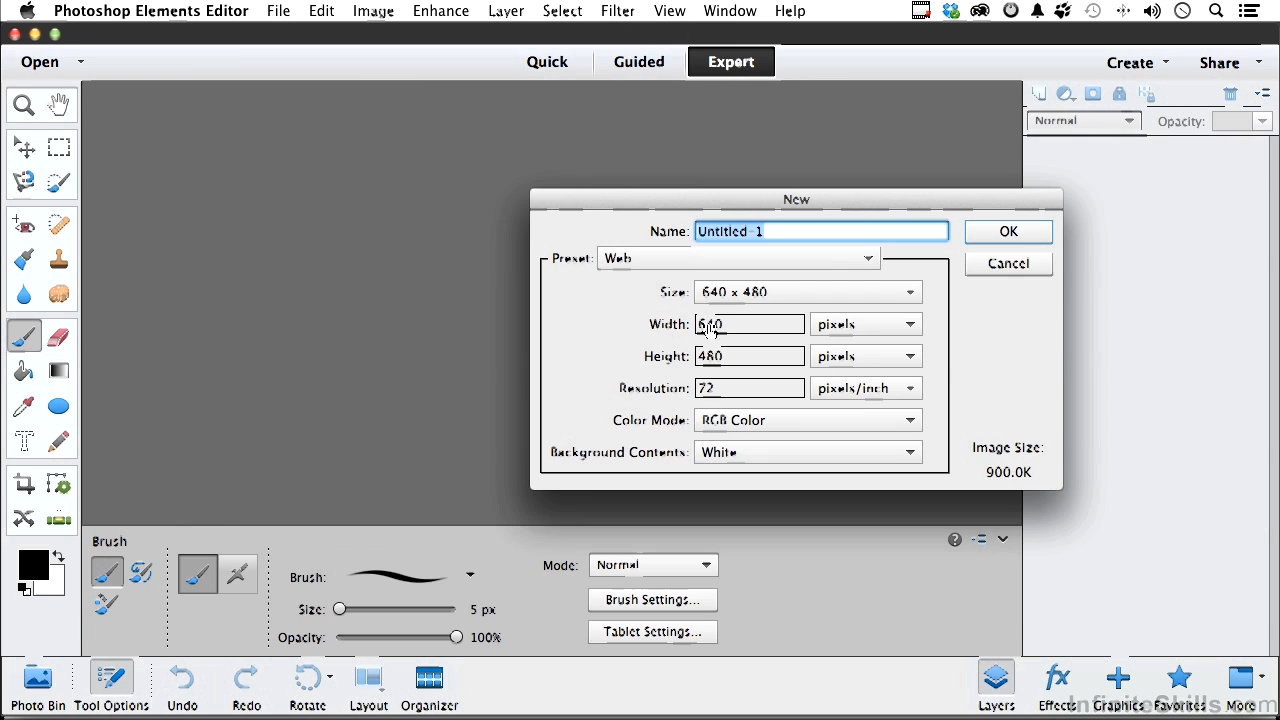 Photoshop Elements Editor File Edit Image Enhance Layer Select Filter View Window Help
Open Quick Guided Expert Create Share
Normal Opacity:
New
Name: Untitled-1 OK
Preset: Web Cancel
Size: 640 x 480
Width: 640 pixels
Height: 480 pixels
Resolution: 72 pixels/inch
Color Mode: RGB Color
Background Contents: White
Image Size:
900.0K
Brush
Mode: Normal
Brush:
Brush Settings...
Size: 5 px
Tablet Settings...
Opacity: 100%
Photo Bin Tool Options Undo Redo Rotate Layout Organizer Layers Effects Graphics Favorites More
InfiniteSkills.com